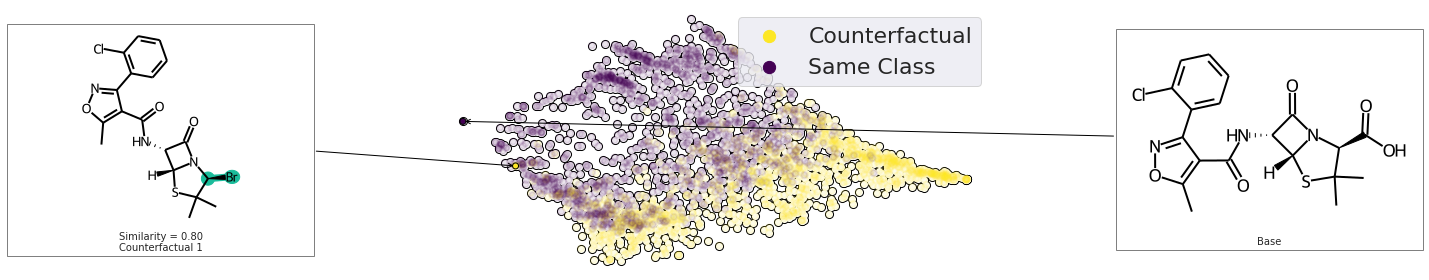 Cl
N
O
O
HN
O
H
N
Br
S
Similarity = 0.80
Counterfactual 1
Counterfactual
Same Class
O
O
Cl
HN
N
OH
N
H
O
O
S
Base